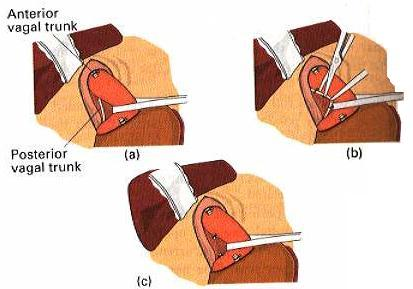 Anterior
vagal trunk
Posterior
vagal trunk
(a)
(b)
(c)